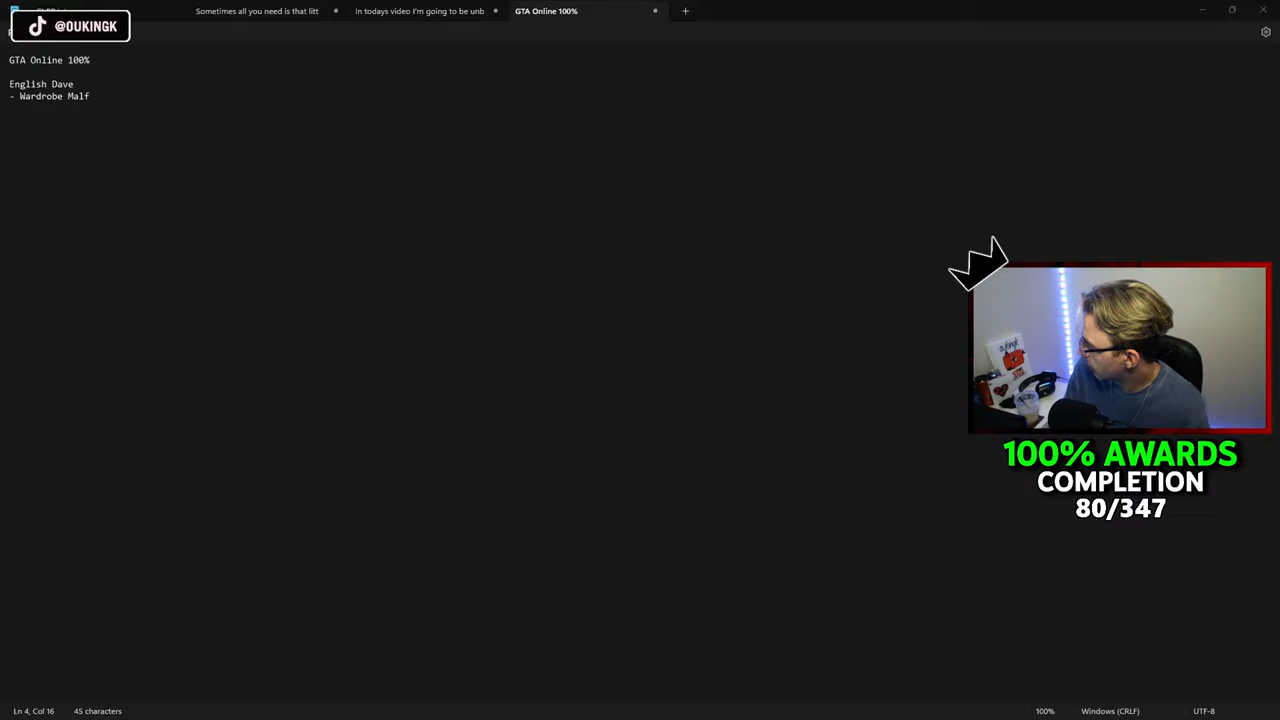 Sometimes all you need is that litt
In todays video I'm going to be unb
GTA Online 100%
@OUKINGK
GTA Online 100%
English Dave
- Wardrobe Malf
100% AWARDS
COMPLETION
80/347
Ln 4, Col 16
45 characters
100%
Windows (CRLF)
UTF-8